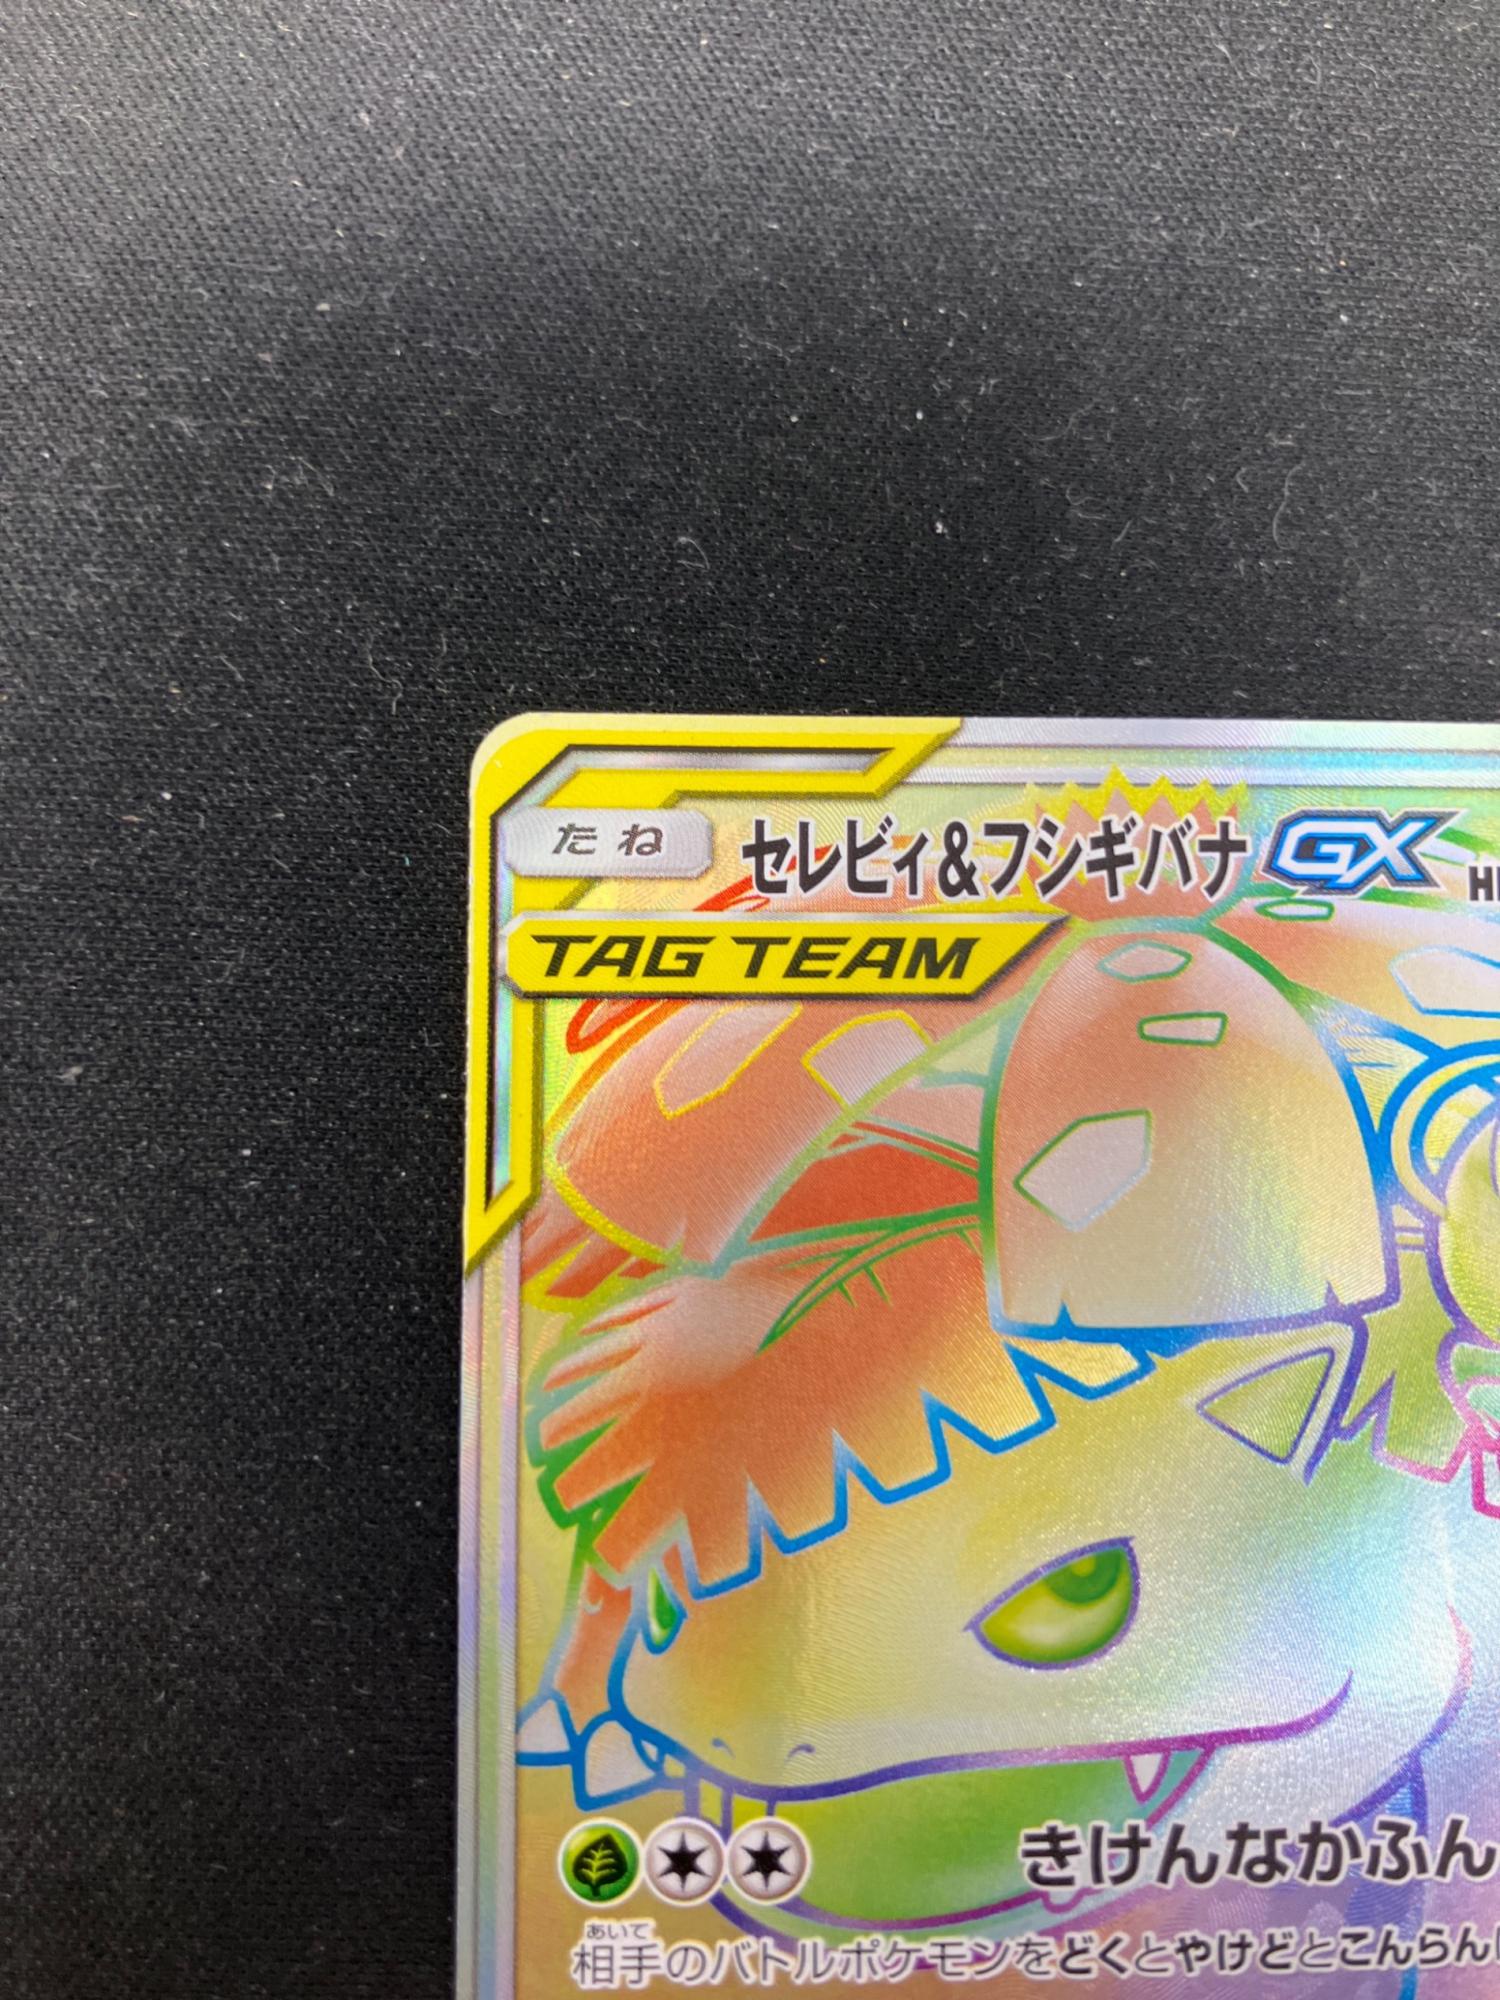 たね セレビィ&フシギバナGX
TAG TEAM
きけんなかふん
あいて
相手のバトルポケモンをどくとやけどとこんらん